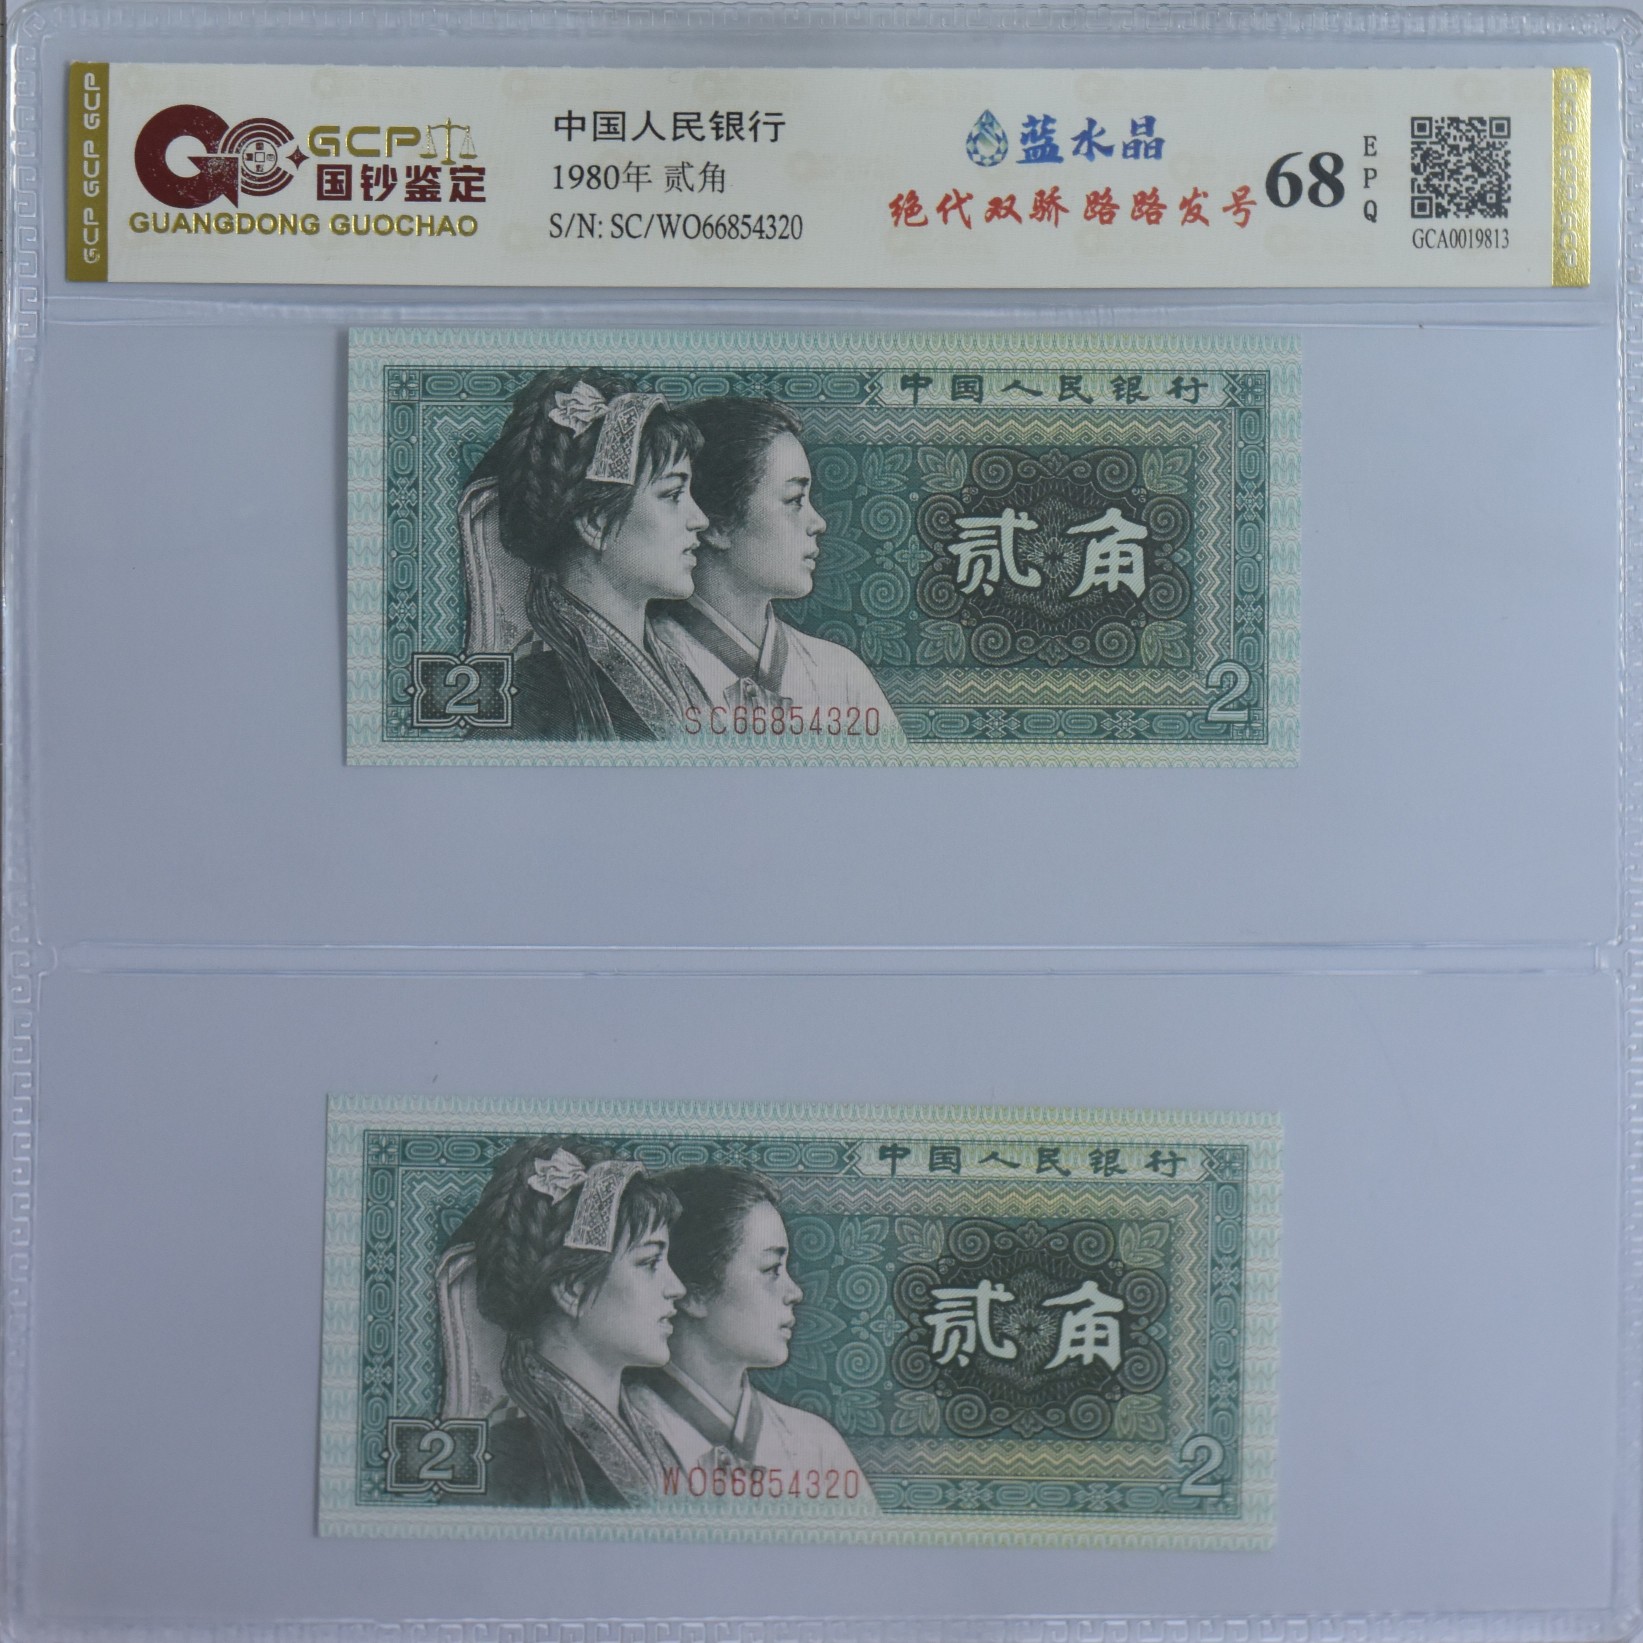 GCP GCP GCP
GCP
国钞鉴定
GUANGDONG GUOCHAO
中国人民银行
1980年 贰角
S/N: SC/WO66854320
蓝水晶
绝代双骄 路路发号
68
EPQ
GCA0019813
中国人民银行
贰角
2
2
SC66854320
中国人民银行
贰角
2
2
WO66854320